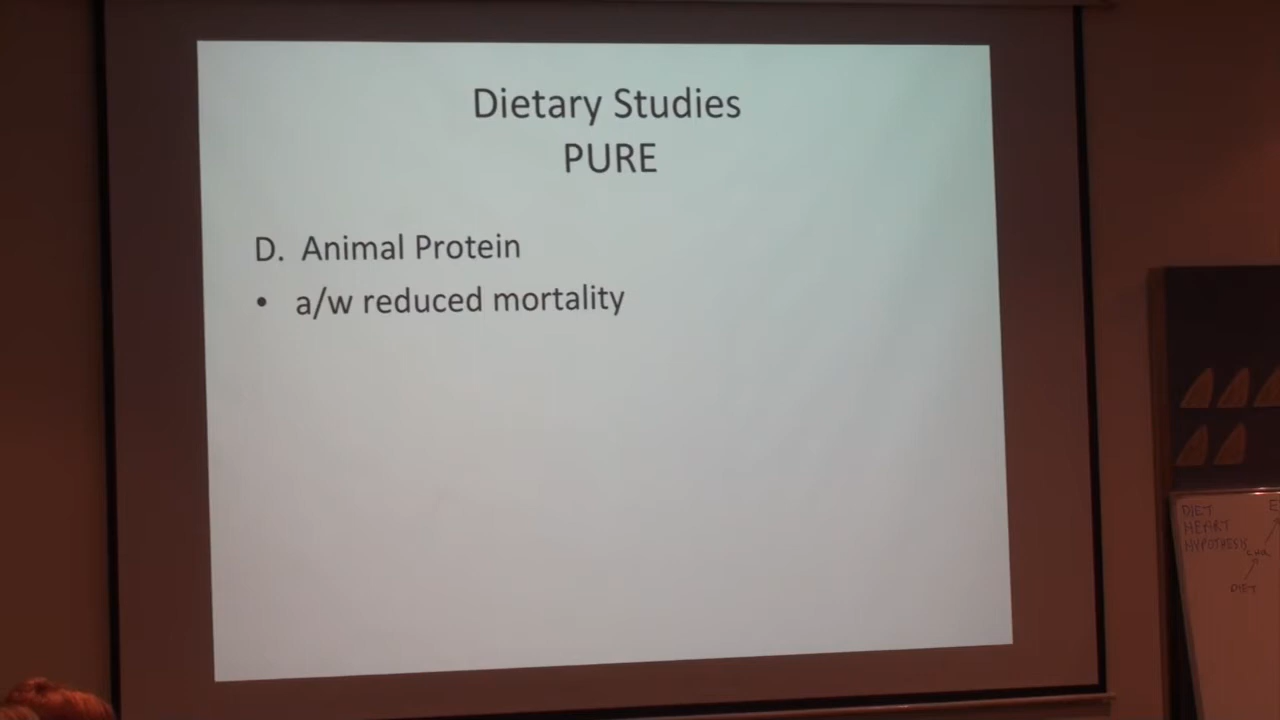 Dietary Studies
PURE
D. Animal Protein
• a/w reduced mortality
DIET
HEART
HYPOTHESIS
DIET